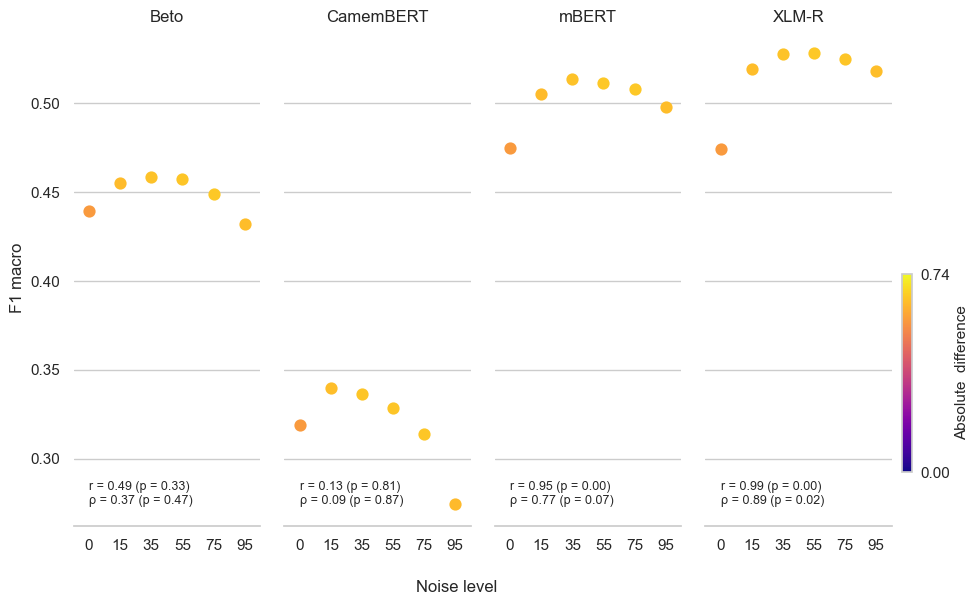 Beto
CamemBERT
mBERT
XLM-R
F1 macro
0.50
0.45
0.40
0.35
0.30
r = 0.49 (p = 0.33)
ρ = 0.37 (p = 0.47)
r = 0.13 (p = 0.81)
ρ = 0.09 (p = 0.87)
r = 0.95 (p = 0.00)
ρ = 0.77 (p = 0.07)
r = 0.99 (p = 0.00)
ρ = 0.89 (p = 0.02)
0 15 35 55 75 95
0 15 35 55 75 95
0 15 35 55 75 95
0 15 35 55 75 95
Noise level
0.74
Absolute difference
0.00